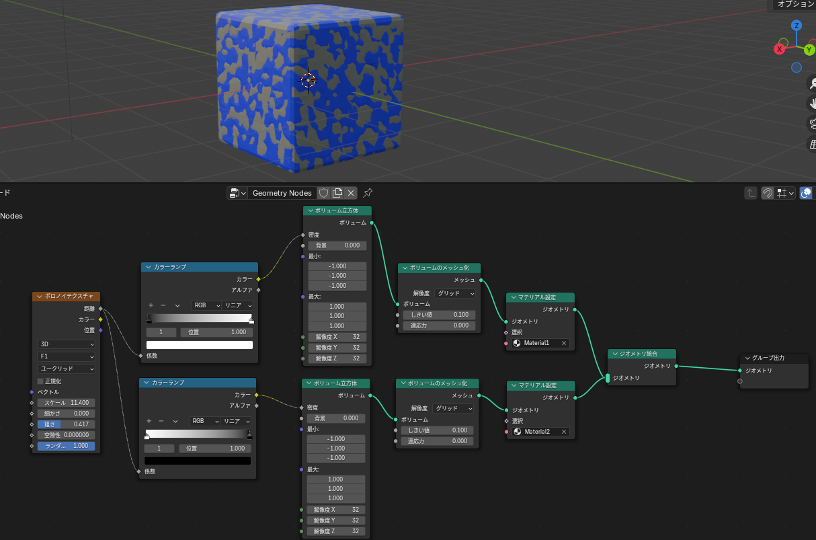 オプション
Z
X
Y
ード
Geometry Nodes
Nodes
ボリューム立方体
ボリューム
密度
背景 0.000
最小:
-1.000
-1.000
-1.000
最大:
1.000
1.000
1.000
解像度 X 32
解像度 Y 32
解像度 Z 32
カラーランプ
カラー
アルファ
RGB リニア
1 位置 1.000
係数
ボリュームのメッシュ化
メッシュ
解像度 グリッド
ボリューム
しきい値 0.100
適応力 0.000
マテリアル設定
ジオメトリ
ジオメトリ
選択
Material1
ボロノイテクスチャ
距離
カラー
位置
3D
F1
ユークリッド
正規化
ベクトル
スケール 11.400
細かさ 0.000
粗さ 0.417
空隙性 0.000000
ランダ... 1.000
ジオメトリ統合
ジオメトリ
ジオメトリ
グループ出力
ジオメトリ
カラーランプ
カラー
アルファ
RGB リニア
1 位置 1.000
係数
ボリューム立方体
ボリューム
密度
背景 0.000
最小:
-1.000
-1.000
-1.000
最大:
1.000
1.000
1.000
解像度 X 32
解像度 Y 32
解像度 Z 32
ボリュームのメッシュ化
メッシュ
解像度 グリッド
ボリューム
しきい値 0.100
適応力 0.000
マテリアル設定
ジオメトリ
ジオメトリ
選択
Material2